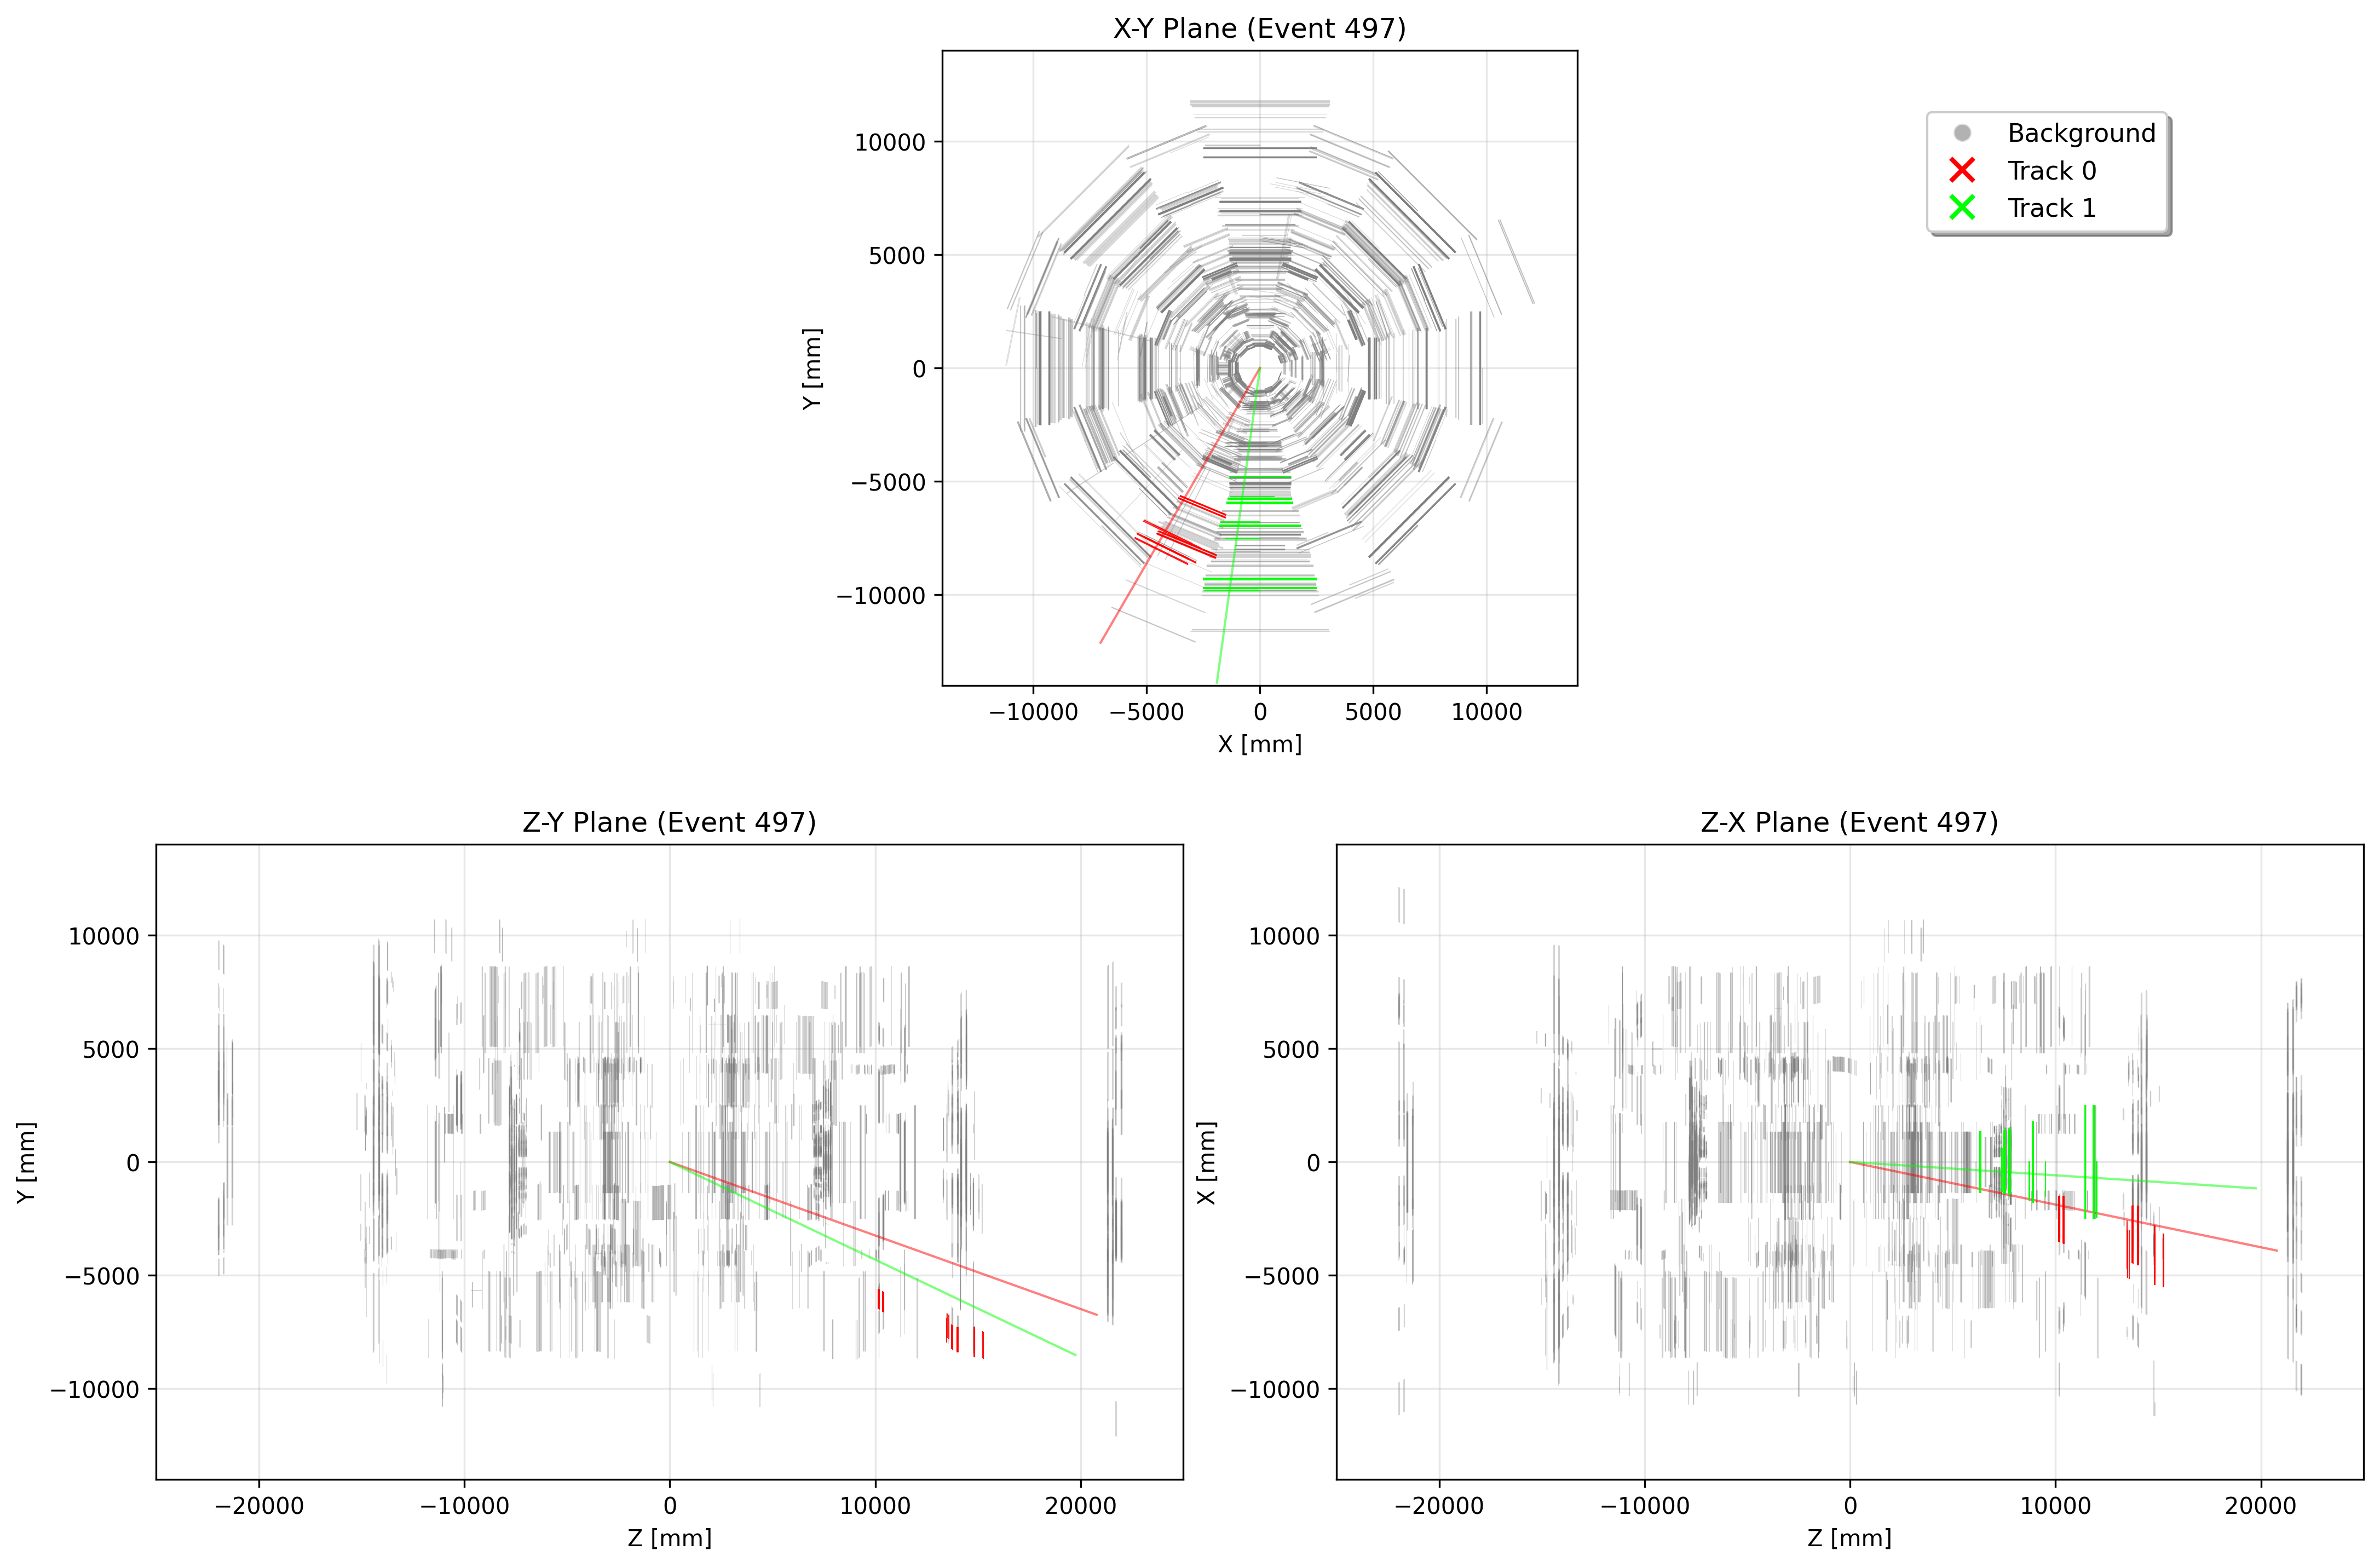 X-Y Plane (Event 497)
10000
5000
0
−5000
−10000
Y [mm]
−10000 −5000 0 5000 10000
X [mm]
Background
Track 0
Track 1
Z-Y Plane (Event 497)
10000
5000
0
−5000
−10000
Y [mm]
−20000 −10000 0 10000 20000
Z [mm]
Z-X Plane (Event 497)
10000
5000
0
−5000
−10000
X [mm]
−20000 −10000 0 10000 20000
Z [mm]